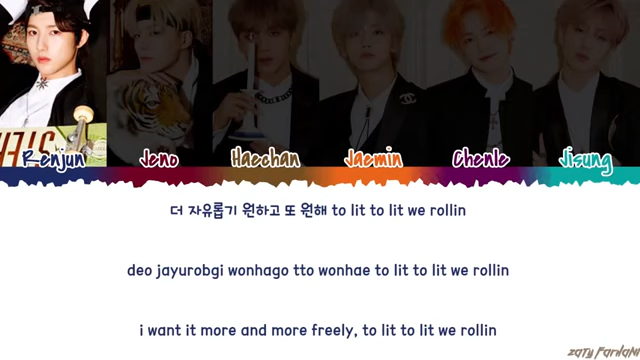 Renjun Jeno Haechan Jaemin Chenle Jisung
더 자유롭기 원하고 또 원해 to lit to lit we rollin
deo jayurobgi wonhago tto wonhae to lit to lit we rollin
i want it more and more freely, to lit to lit we rollin